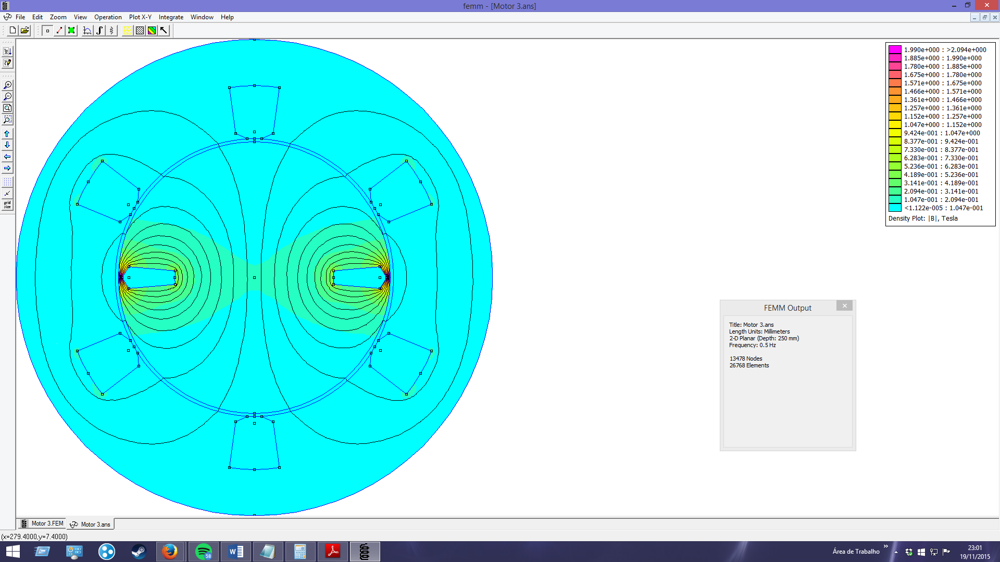 femm - [Motor 3.ans]
File Edit Zoom View Operation Plot X-Y Integrate Window Help
grid
size
1.990e+000 : >2.094e+000
1.885e+000 : 1.990e+000
1.780e+000 : 1.885e+000
1.675e+000 : 1.780e+000
1.571e+000 : 1.675e+000
1.466e+000 : 1.571e+000
1.361e+000 : 1.466e+000
1.257e+000 : 1.361e+000
1.152e+000 : 1.257e+000
1.047e+000 : 1.152e+000
9.424e-001 : 1.047e+000
8.377e-001 : 9.424e-001
7.330e-001 : 8.377e-001
6.283e-001 : 7.330e-001
5.236e-001 : 6.283e-001
4.189e-001 : 5.236e-001
3.141e-001 : 4.189e-001
2.094e-001 : 3.141e-001
1.047e-001 : 2.094e-001
<1.122e-005 : 1.047e-001
Density Plot: |B|, Tesla
FEMM Output
Title: Motor 3.ans
Length Units: Millimeters
2-D Planar (Depth: 250 mm)
Frequency: 0.5 Hz
13478 Nodes
26768 Elements
Motor 3.FEM Motor 3.ans
(x=279.4000,y=7.4000)
58
Área de Trabalho
23:01
19/11/2015